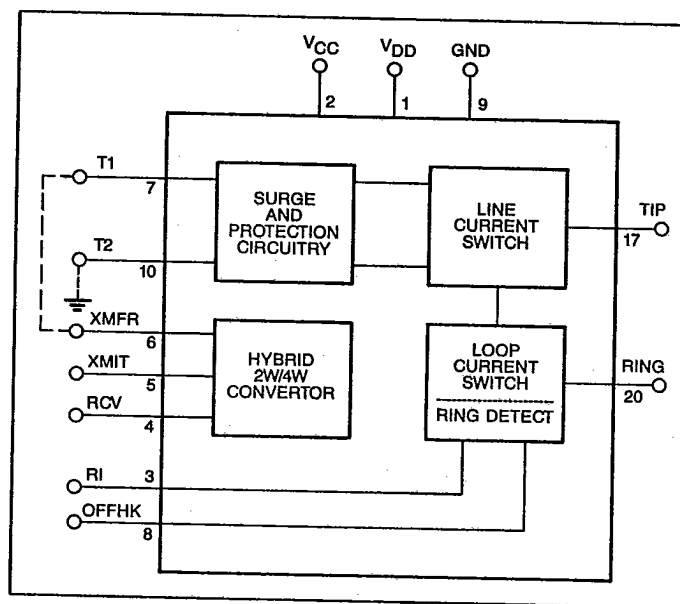 VCC
VDD
GND
2
1
9
T1
7
SURGE
AND
PROTECTION
CIRCUITRY
LINE
CURRENT
SWITCH
TIP
17
T2
10
XMFR
6
HYBRID
2W/4W
CONVERTOR
LOOP
CURRENT
SWITCH
RING DETECT
RING
20
XMIT
5
RCV
4
RI
3
OFFHK
8